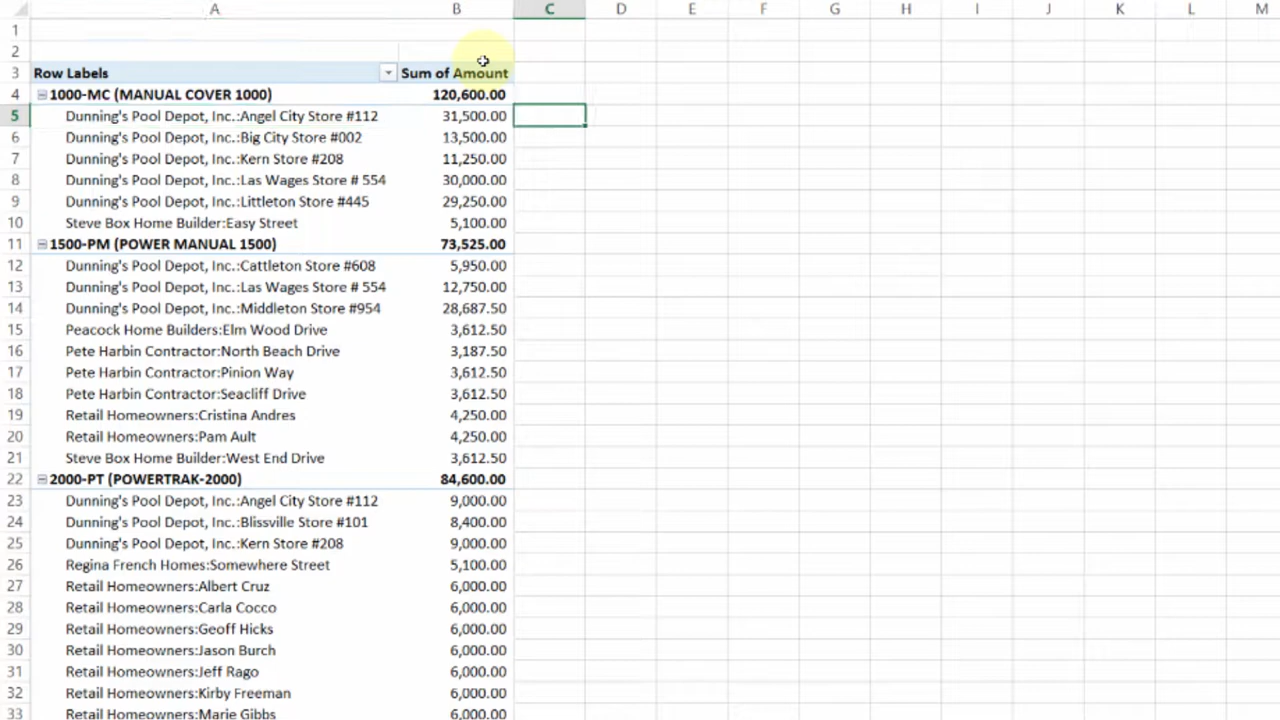 A B C D E F G H I J K L M
1
2
3 Row Labels Sum of Amount
4 1000-MC (MANUAL COVER 1000) 120,600.00
5 Dunning's Pool Depot, Inc.:Angel City Store #112 31,500.00
6 Dunning's Pool Depot, Inc.:Big City Store #002 13,500.00
7 Dunning's Pool Depot, Inc.:Kern Store #208 11,250.00
8 Dunning's Pool Depot, Inc.:Las Wages Store # 554 30,000.00
9 Dunning's Pool Depot, Inc.:Littleton Store #445 29,250.00
10 Steve Box Home Builder:Easy Street 5,100.00
11 1500-PM (POWER MANUAL 1500) 73,525.00
12 Dunning's Pool Depot, Inc.:Cattleton Store #608 5,950.00
13 Dunning's Pool Depot, Inc.:Las Wages Store # 554 12,750.00
14 Dunning's Pool Depot, Inc.:Middleton Store #954 28,687.50
15 Peacock Home Builders:Elm Wood Drive 3,612.50
16 Pete Harbin Contractor:North Beach Drive 3,187.50
17 Pete Harbin Contractor:Pinion Way 3,612.50
18 Pete Harbin Contractor:Seacliff Drive 3,612.50
19 Retail Homeowners:Cristina Andres 4,250.00
20 Retail Homeowners:Pam Ault 4,250.00
21 Steve Box Home Builder:West End Drive 3,612.50
22 2000-PT (POWERTRAK-2000) 84,600.00
23 Dunning's Pool Depot, Inc.:Angel City Store #112 9,000.00
24 Dunning's Pool Depot, Inc.:Blissville Store #101 8,400.00
25 Dunning's Pool Depot, Inc.:Kern Store #208 9,000.00
26 Regina French Homes:Somewhere Street 5,100.00
27 Retail Homeowners:Albert Cruz 6,000.00
28 Retail Homeowners:Carla Cocco 6,000.00
29 Retail Homeowners:Geoff Hicks 6,000.00
30 Retail Homeowners:Jason Burch 6,000.00
31 Retail Homeowners:Jeff Rago 6,000.00
32 Retail Homeowners:Kirby Freeman 6,000.00
33 Retail Homeowners:Marie Gibbs 6,000.00